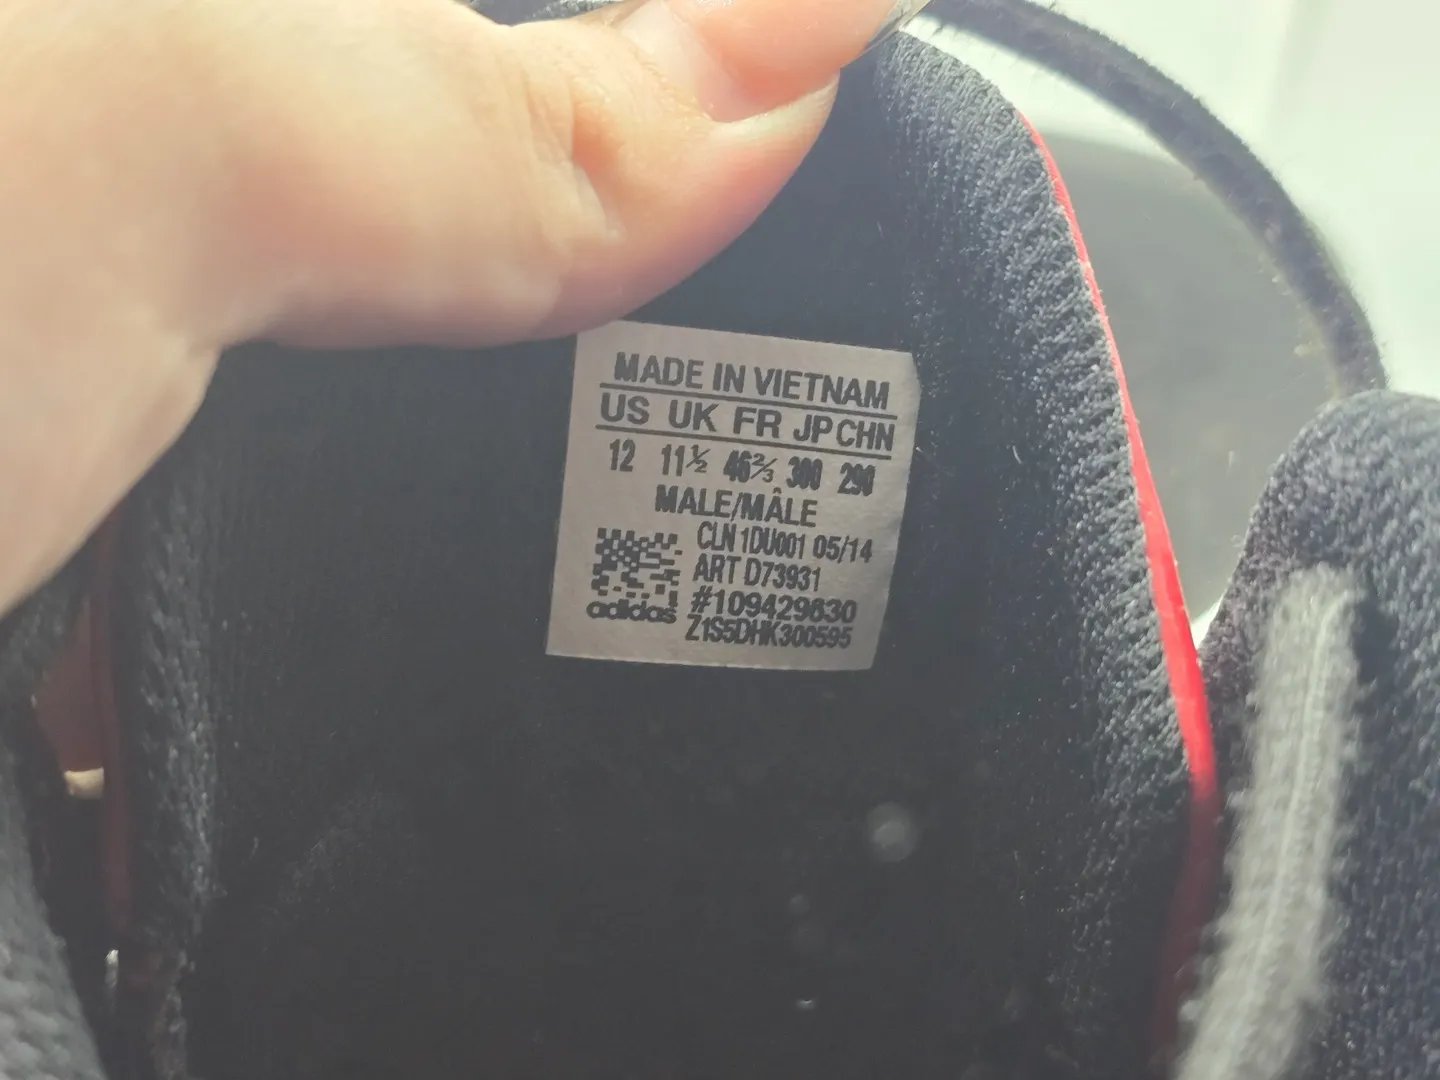 MADE IN VIETNAM
US UK FR JP CHN
12 11½ 46⅔ 300 290
MALE/MÂLE
CLN 1DU001 05/14
ART D73931
#109429630
adidas
Z1S5DHK300595